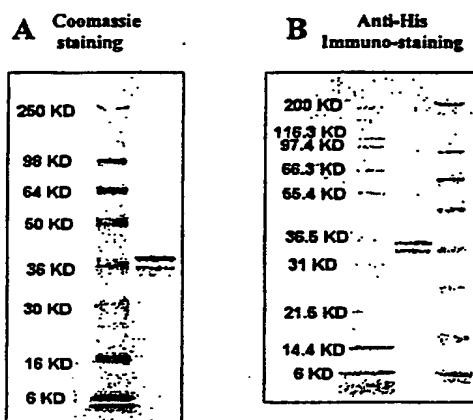 A Coomassie staining
250 KD
98 KD
64 KD
50 KD
36 KD
30 KD
16 KD
6 KD
B Anti-His Immuno-staining
200 KD
116.3 KD
97.4 KD
66.3 KD
55.4 KD
36.5 KD
31 KD
21.5 KD
14.4 KD
6 KD